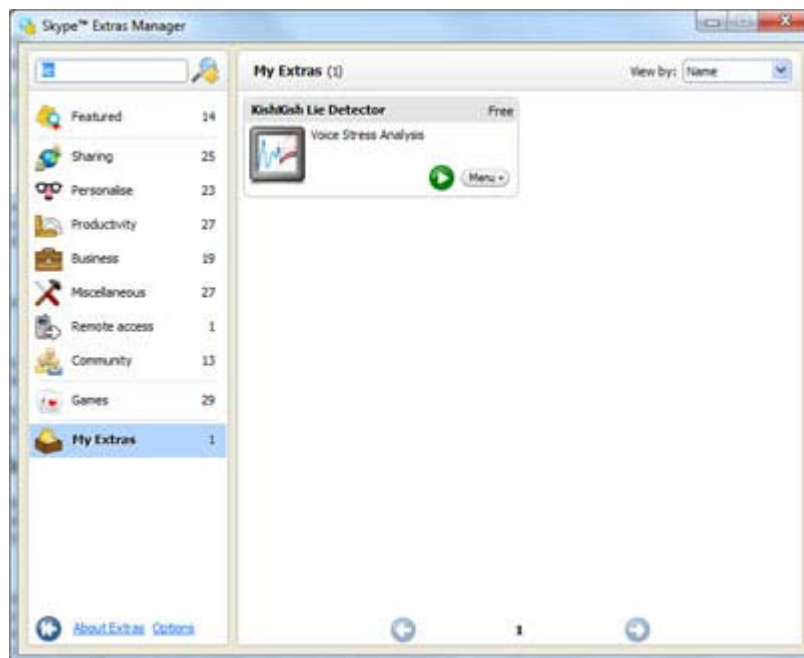 Skype™ Extras Manager
My Extras (1)
View by: Name
Featured 14
Sharing 25
Personalise 23
Productivity 27
Business 19
Miscellaneous 27
Remote access 1
Community 13
Games 29
My Extras 1
About Extras Options
KishKish Lie Detector Free
Voice Stress Analysis
Menu
1